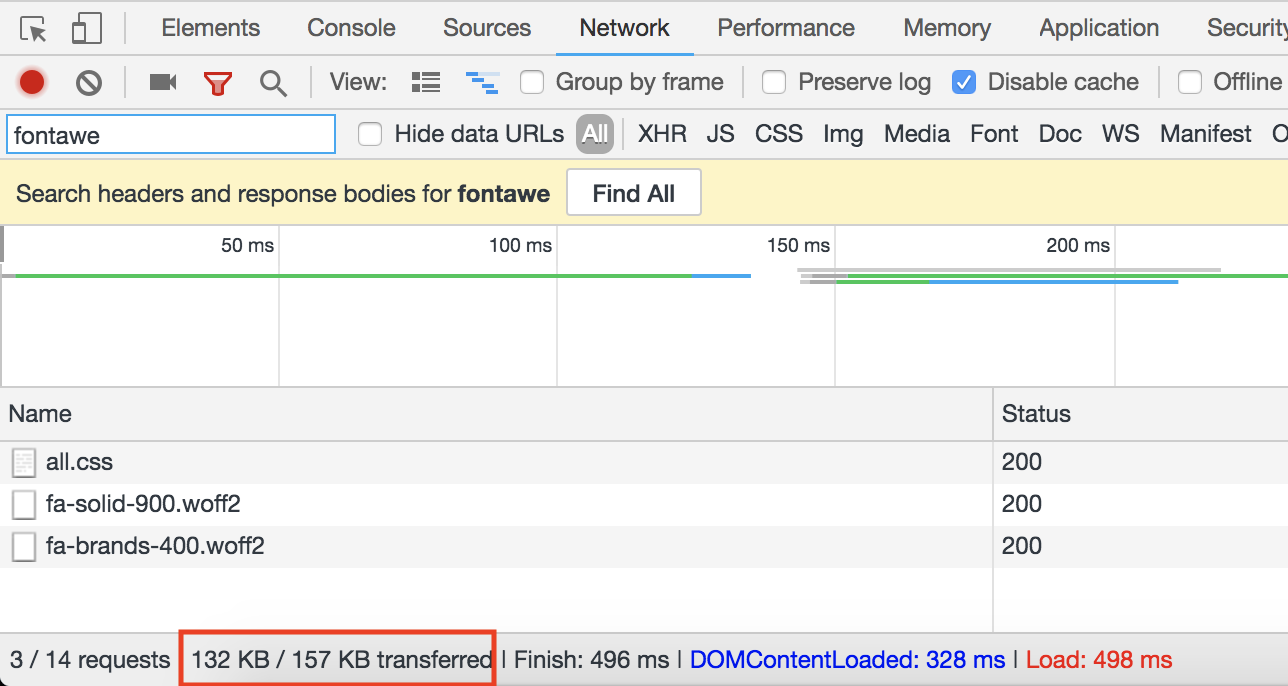 Elements Console Sources Network Performance Memory Application Security
View: Group by frame Preserve log Disable cache Offline
fontawe Hide data URLs All XHR JS CSS Img Media Font Doc WS Manifest O
Search headers and response bodies for fontawe Find All
50 ms 100 ms 150 ms 200 ms
Name Status
all.css 200
fa-solid-900.woff2 200
fa-brands-400.woff2 200
3 / 14 requests 132 KB / 157 KB transferred | Finish: 496 ms | DOMContentLoaded: 328 ms | Load: 498 ms